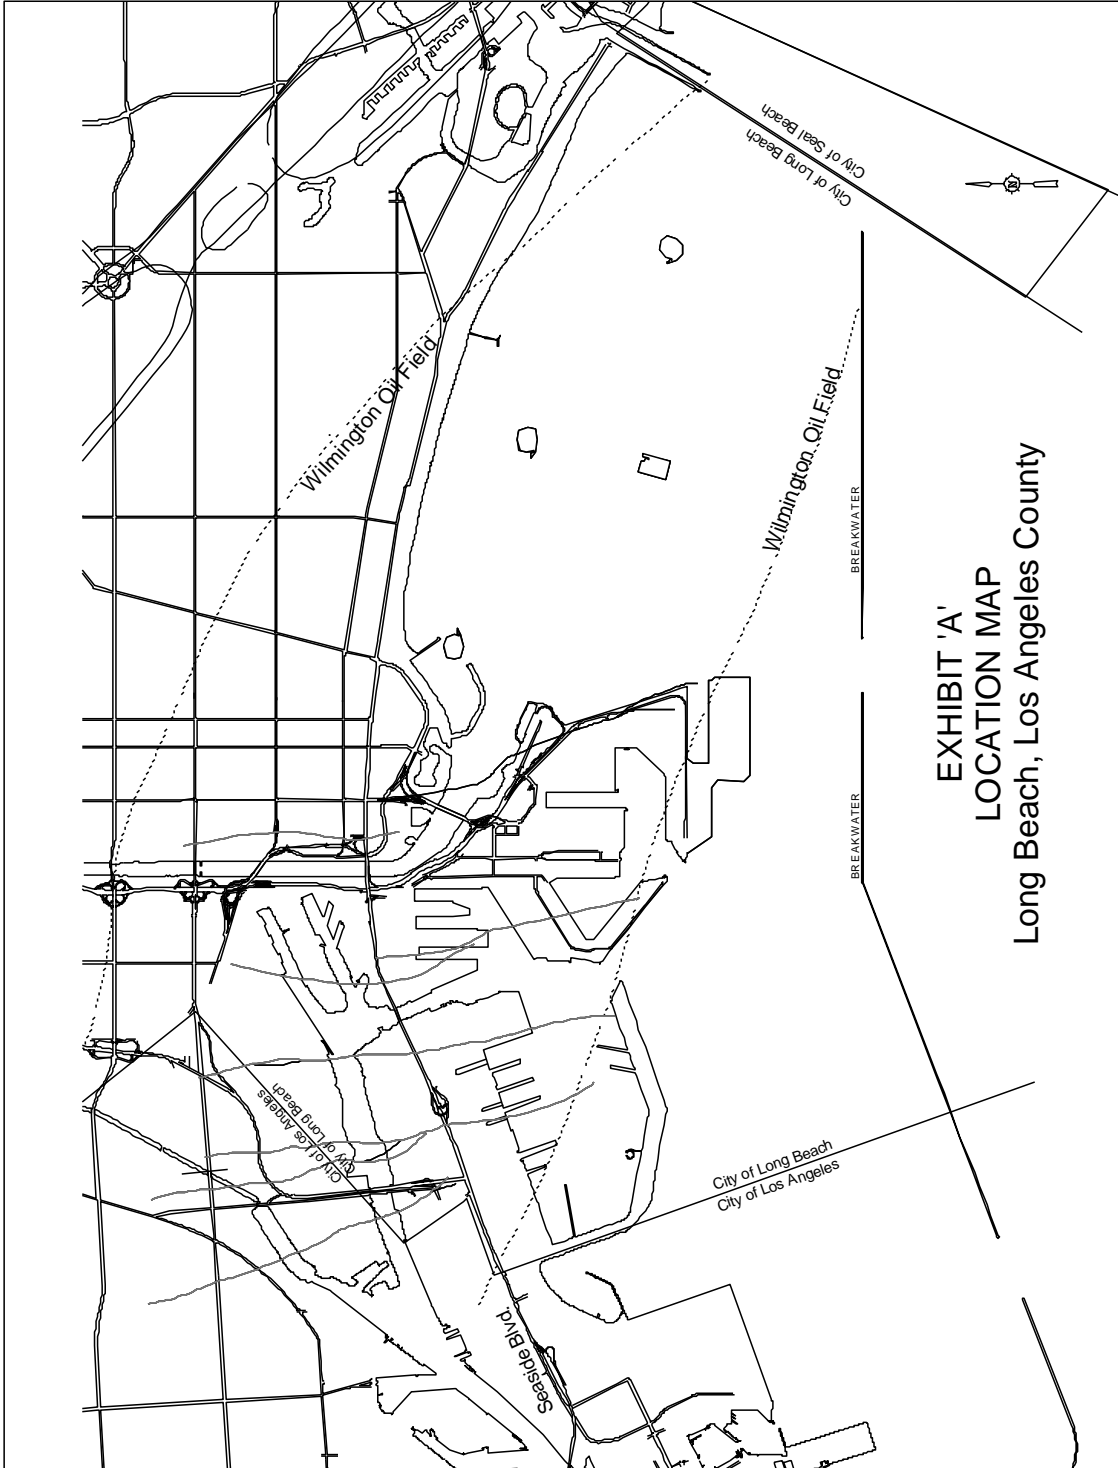 EXHIBIT 'A'
LOCATION MAP
Long Beach, Los Angeles County
Wilmington Oil Field
Wilmington Oil Field
City of Seal Beach
City of Long Beach
N
BREAKWATER
BREAKWATER
City of Los Angeles
City of Long Beach
City of Long Beach
City of Los Angeles
Seaside Blvd.